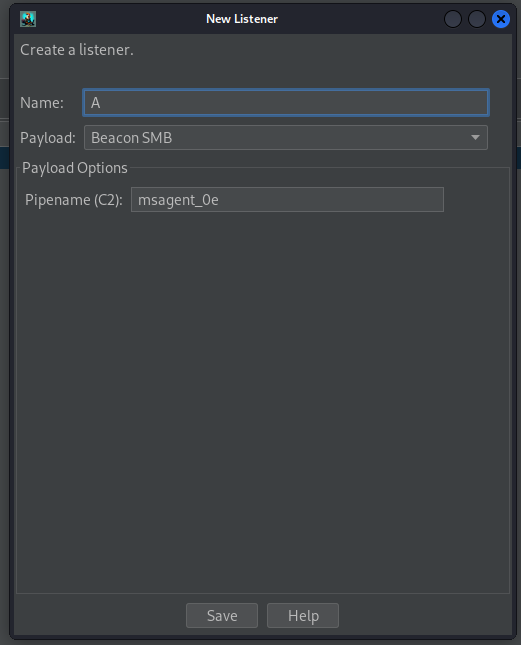 New Listener
Create a listener.
Name: A
Payload: Beacon SMB
Payload Options
Pipename (C2): msagent_0e
Save Help